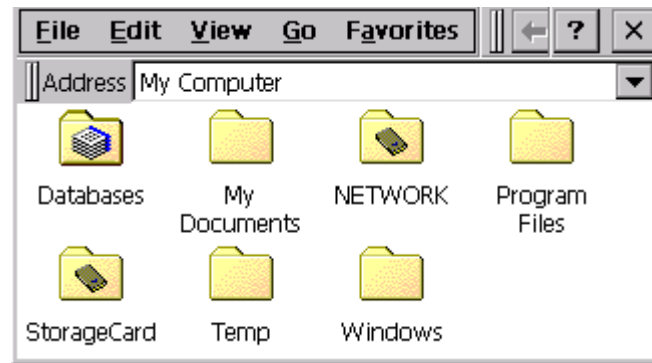 File Edit View Go Favorites ?
Address My Computer
Databases My Documents NETWORK Program Files
StorageCard Temp Windows